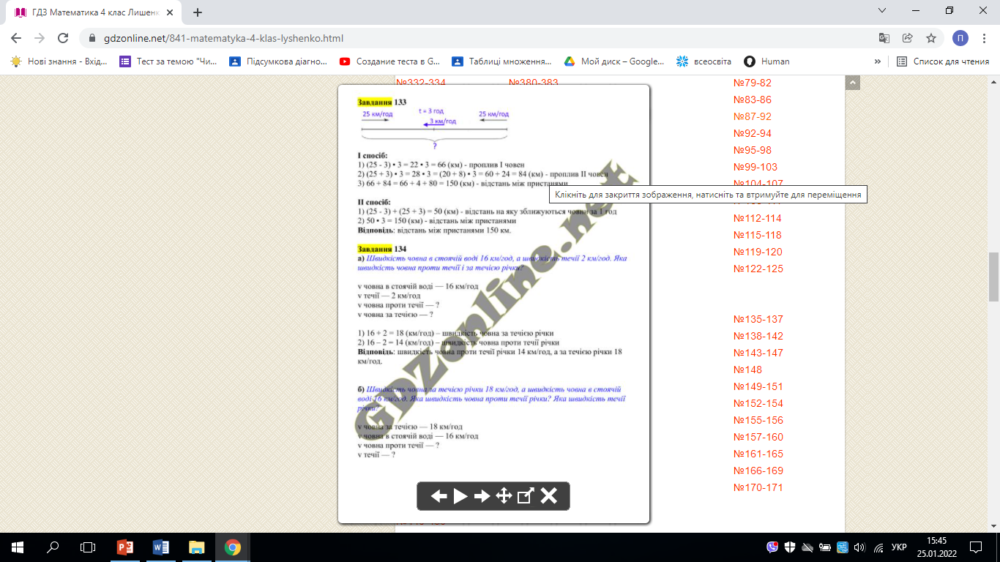 ГДЗ Математика 4 клас Лишенк
gdzonline.net/841-matematyka-4-klas-lyshenko.html
П
Нові знання - Вхід...
Тест за темою "Чи...
Підсумкова діагно...
Создание теста в G...
Таблиці множення...
Мой диск – Google...
всеосвіта
Human
»
Список для чтения
№332-334
№380-383
№79-82
№83-86
№87-92
№92-94
№95-98
№99-103
№104-107
№112-114
№115-118
№119-120
№122-125
№135-137
№138-142
№143-147
№148
№149-151
№152-154
№155-156
№157-160
№161-165
№166-169
№170-171
Завдання 133
25 км/год t = 3 год 25 км/год
3 км/год
?
І спосіб:
1) (25 - 3) • 3 = 22 • 3 = 66 (км) - проплив І човен
2) (25 + 3) • 3 = 28 • 3 = (20 + 8) • 3 = 60 + 24 = 84 (км) - проплив ІІ човен
3) 66 + 84 = 66 + 4 + 80 = 150 (км) - відстань між пристанями
Клікніть для закриття зображення, натисніть та втримуйте для переміщення
ІІ спосіб:
1) (25 - 3) + (25 + 3) = 50 (км) - відстань на яку зближуються човни за 1 год
2) 50 • 3 = 150 (км) - відстань між пристанями
Відповідь: відстань між пристанями 150 км.
Завдання 134
а) Швидкість човна в стоячій воді 16 км/год, а швидкість течії 2 км/год. Яка
швидкість човна проти течії і за течією річки?
v човна в стоячій воді — 16 км/год
v течії — 2 км/год
v човна проти течії — ?
v човна за течією — ?
1) 16 + 2 = 18 (км/год) – швидкість човна за течією річки
2) 16 – 2 = 14 (км/год) – швидкість човна проти течії річки
Відповідь: швидкість човна проти течії річки 14 км/год, а за течією річки 18
км/год.
б) Швидкість човна за течією річки 18 км/год, а швидкість човна в стоячій
воді 16 км/год. Яка швидкість човна проти течії річки? Яка швидкість течії
річки?
v човна за течією — 18 км/год
v човна в стоячій воді — 16 км/год
v човна проти течії — ?
v течії — ?
GDZonline.net
УКР
15:45
25.01.2022